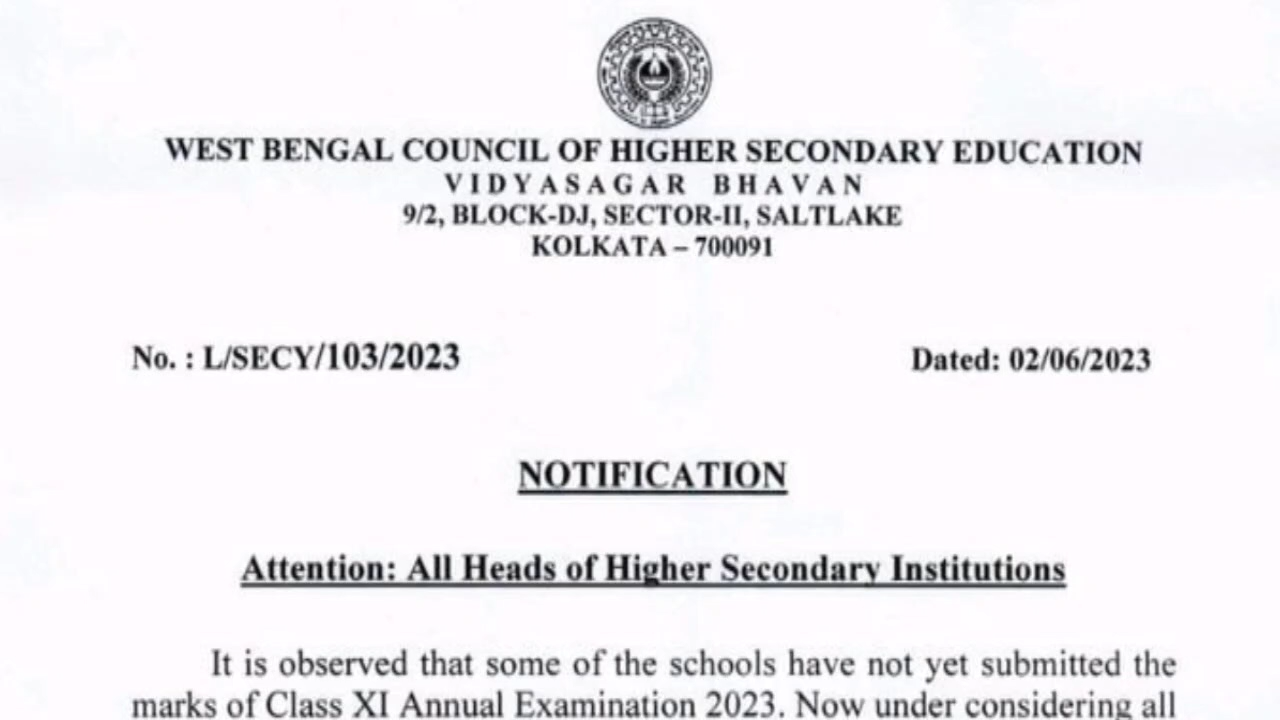 WEST BENGAL COUNCIL OF HIGHER SECONDARY EDUCATION
VIDYASAGAR BHAVAN
9/2, BLOCK-DJ, SECTOR-II, SALTLAKE
KOLKATA – 700091
No. : L/SECY/103/2023 Dated: 02/06/2023
NOTIFICATION
Attention: All Heads of Higher Secondary Institutions
It is observed that some of the schools have not yet submitted the
marks of Class XI Annual Examination 2023. Now under considering all